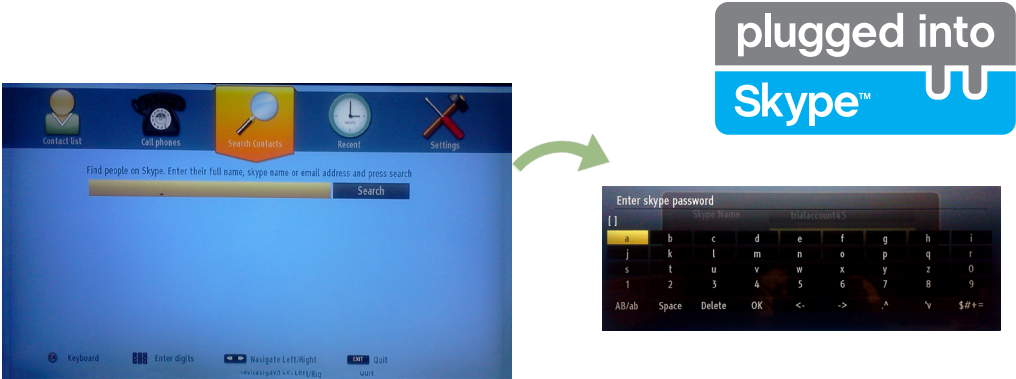 plugged into
Skype™
Contact list
Call phones
Search Contacts
Recent
Settings
Find people on Skype. Enter their full name, skype name or email address and press search
Search
Keyboard
Enter digits
Navigate Left/Right
EXIT Quit
Quit
Enter skype password
Skype Name trialaccount45
[ ]
a b c d e f g h i
j k l m n o p q r
s t u v w x y z 0
1 2 3 4 5 6 7 8 9
AB/ab Space Delete OK <- -> .^ 'v $#+=